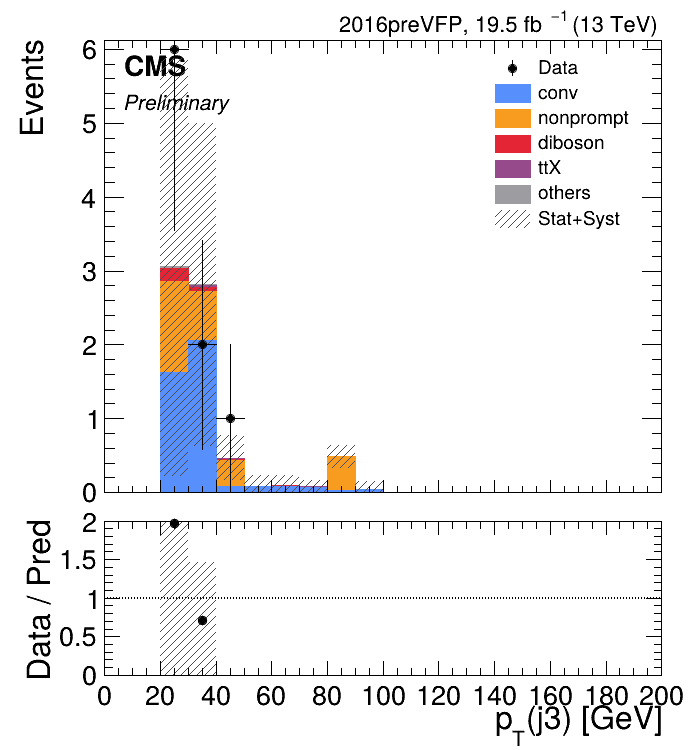 2016preVFP, 19.5 fb ⁻¹ (13 TeV)
CMS
Preliminary
Events
6
5
4
3
2
1
0
Data
conv
nonprompt
diboson
ttX
others
Stat+Syst
Data / Pred
2
1.5
1
0.5
0
0 20 40 60 80 100 120 140 160 180 200
p_T(j3) [GeV]